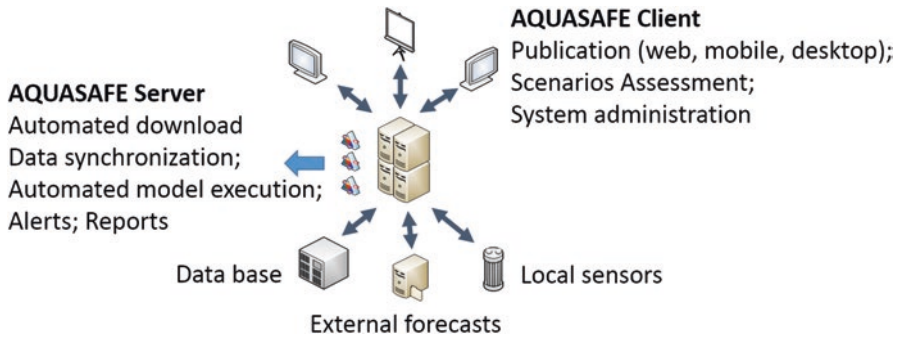 AQUASAFE Client
Publication (web, mobile, desktop);
Scenarios Assessment;
System administration
AQUASAFE Server
Automated download
Data synchronization;
Automated model execution;
Alerts; Reports
Data base
Local sensors
External forecasts